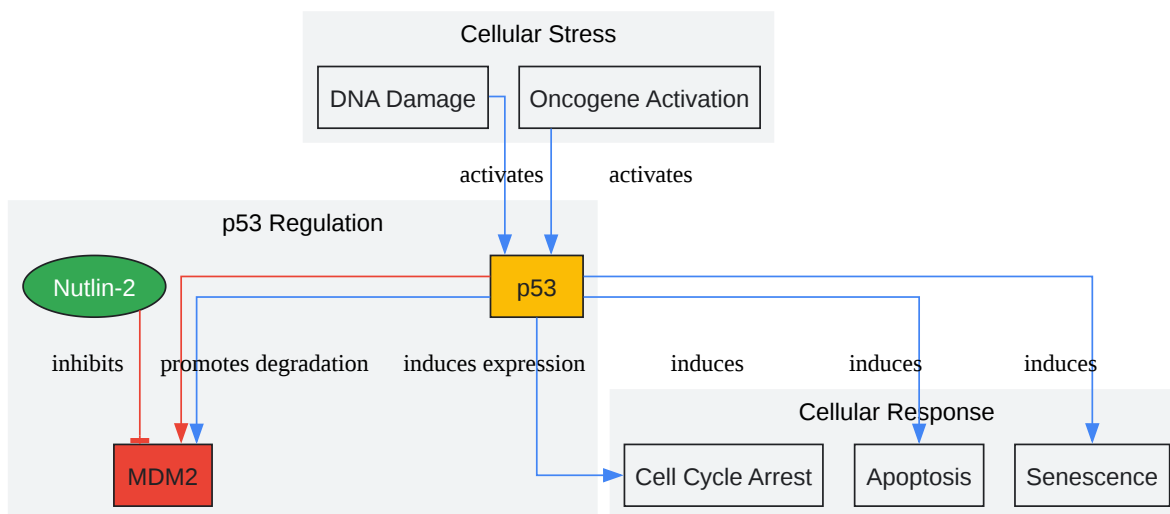 Cellular Stress
DNA Damage
Oncogene Activation
activates
activates
p53 Regulation
Nutlin-2
p53
inhibits
promotes degradation
induces expression
induces
induces
induces
Cellular Response
MDM2
Cell Cycle Arrest
Apoptosis
Senescence